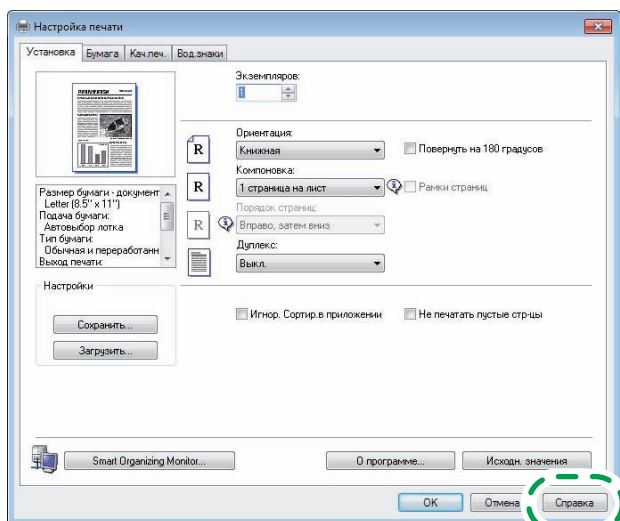 Настройка печати
Установка Бумага Кач.печ. Вод.знаки
Экземпляров:
1
Ориентация:
Книжная
Повернуть на 180 градусов
Компоновка:
1 страница на лист
Рамки страниц
Порядок страниц:
Вправо, затем вниз
Дуплекс:
Выкл.
Размер бумаги - документ
Letter (8.5" x 11")
Подача бумаги:
Автовыбор лотка
Тип бумаги:
Обычная и переработанн
Выход печати:
Настройки
Сохранить...
Загрузить...
Игнор. Сортир.в приложении
Не печатать пустые стр-цы
Smart Organizing Monitor...
О программе...
Исходн. значения
OK
Отмена
Справка
R
R
R